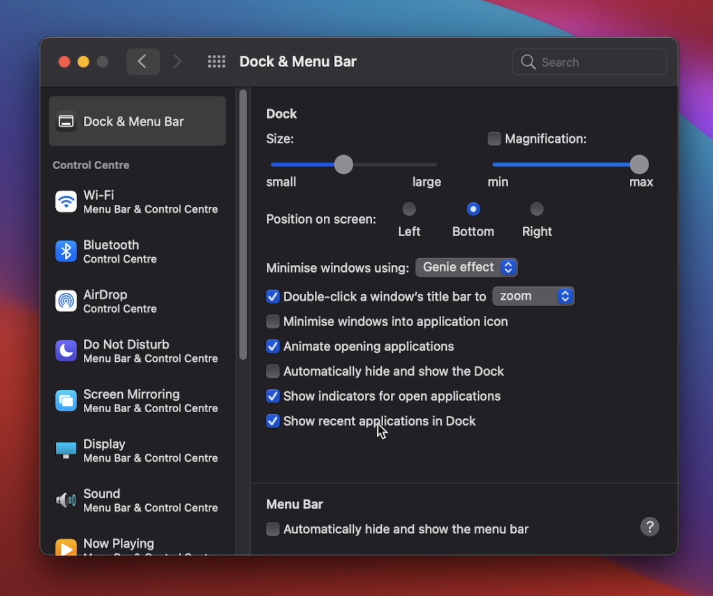 Dock & Menu Bar
Search
Dock & Menu Bar
Control Centre
Wi-Fi
Menu Bar & Control Centre
Bluetooth
Control Centre
AirDrop
Control Centre
Do Not Disturb
Menu Bar & Control Centre
Screen Mirroring
Menu Bar & Control Centre
Display
Menu Bar & Control Centre
Sound
Menu Bar & Control Centre
Now Playing
Dock
Size:
Magnification:
small large
min max
Position on screen:
Left Bottom Right
Minimise windows using: Genie effect
Double-click a window's title bar to zoom
Minimise windows into application icon
Animate opening applications
Automatically hide and show the Dock
Show indicators for open applications
Show recent applications in Dock
Menu Bar
Automatically hide and show the menu bar
?